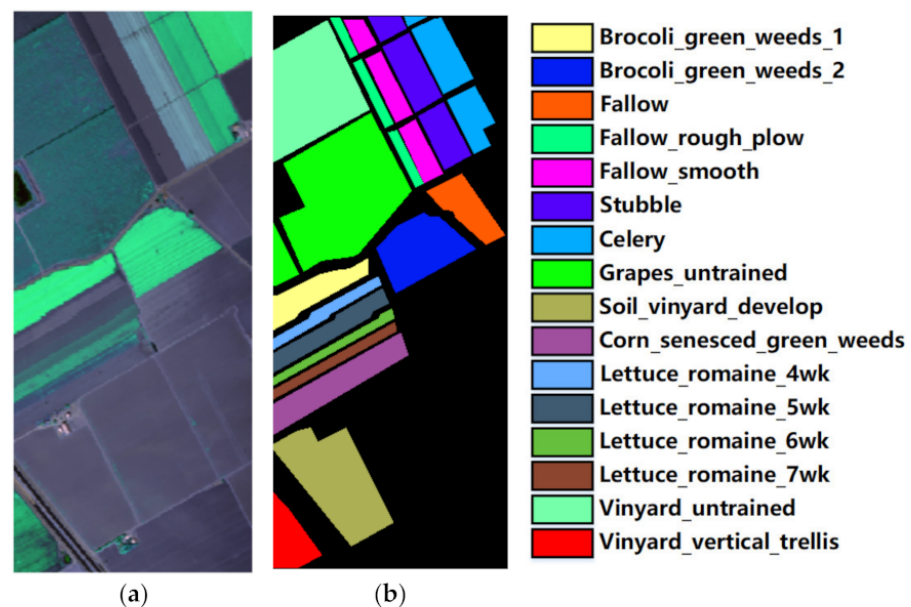 Brocoli_green_weeds_1
Brocoli_green_weeds_2
Fallow
Fallow_rough_plow
Fallow_smooth
Stubble
Celery
Grapes_untrained
Soil_vinyard_develop
Corn_senesced_green_weeds
Lettuce_romaine_4wk
Lettuce_romaine_5wk
Lettuce_romaine_6wk
Lettuce_romaine_7wk
Vinyard_untrained
Vinyard_vertical_trellis
(a) (b)